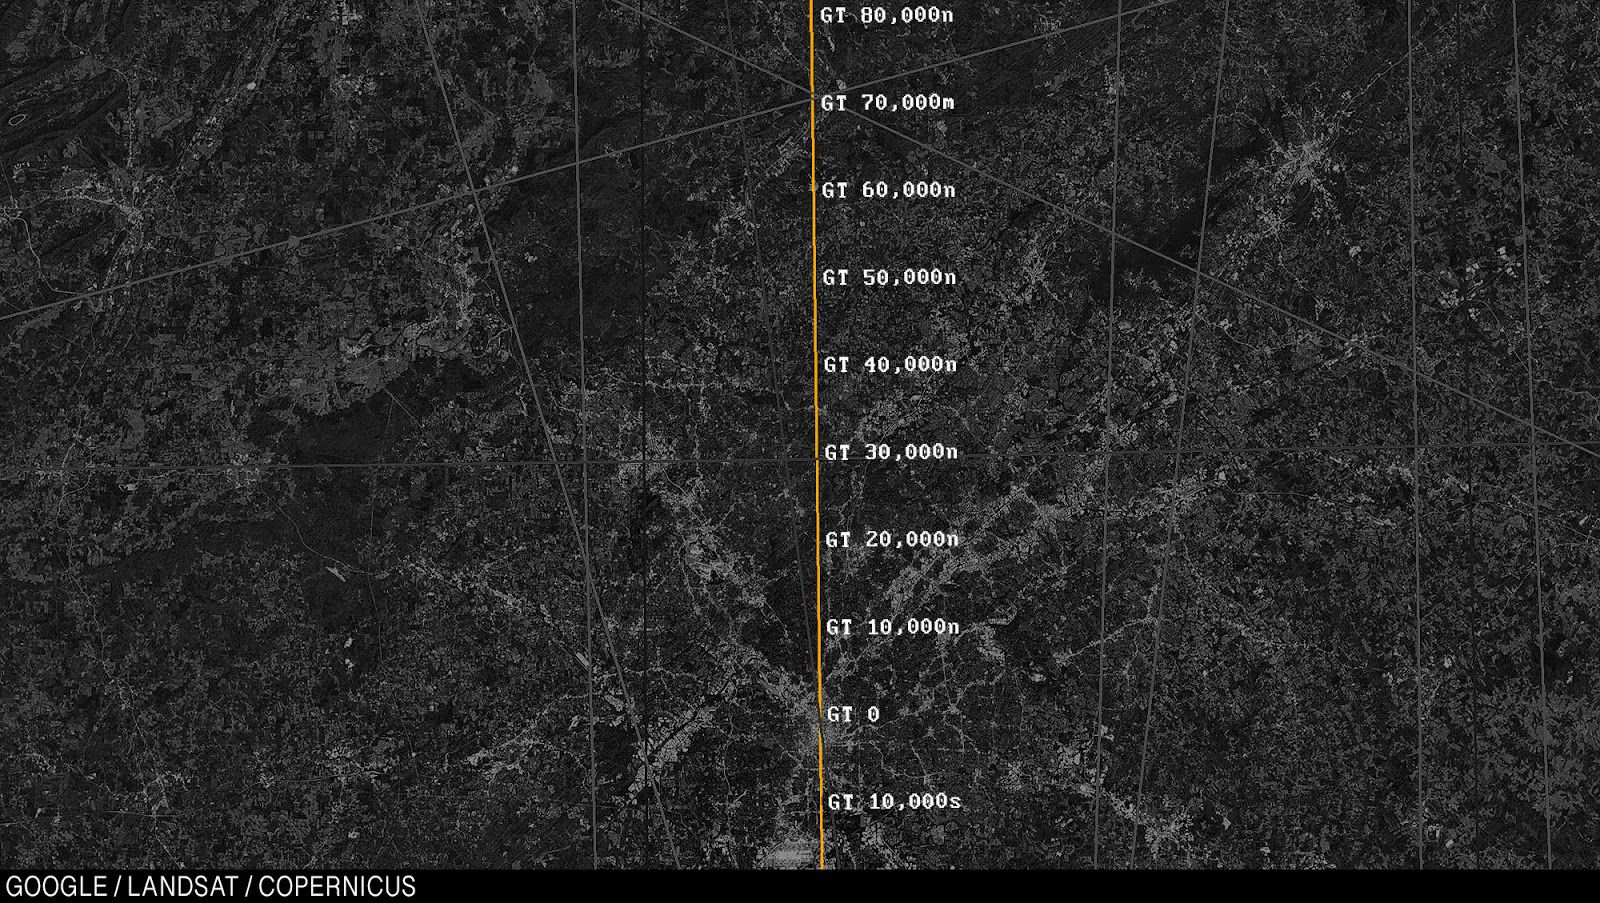 GT 80,000n
GT 70,000m
GT 60,000n
GT 50,000n
GT 40,000n
GT 30,000n
GT 20,000n
GT 10,000n
GT 0
GT 10,000s
GOOGLE / LANDSAT / COPERNICUS